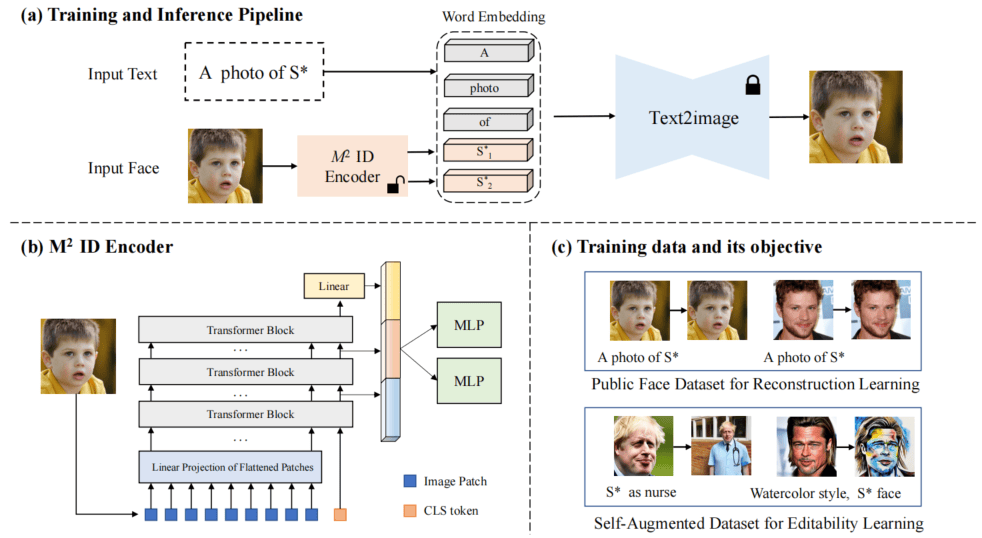 (a) Training and Inference Pipeline
Word Embedding
Input Text
A photo of S*
A
photo
of
S*1
S*2
Input Face
M² ID
Encoder
Text2image
(b) M² ID Encoder
Linear
Transformer Block
...
Transformer Block
...
Transformer Block
...
Linear Projection of Flattened Patches
MLP
MLP
Image Patch
CLS token
(c) Training data and its objective
A photo of S*
A photo of S*
Public Face Dataset for Reconstruction Learning
S* as nurse
Watercolor style, S* face
Self-Augmented Dataset for Editability Learning